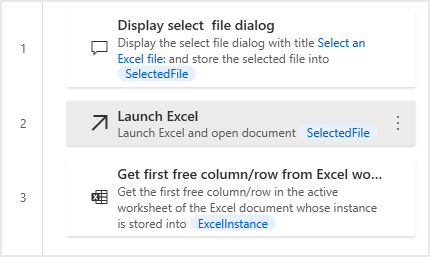 1
Display select  file dialog
Display the select file dialog with title Select an
Excel file: and store the selected file into
SelectedFile
2
Launch Excel
Launch Excel and open document SelectedFile
3
Get first free column/row from Excel wo...
Get the first free column/row in the active
worksheet of the Excel document whose instance
is stored into ExcelInstance